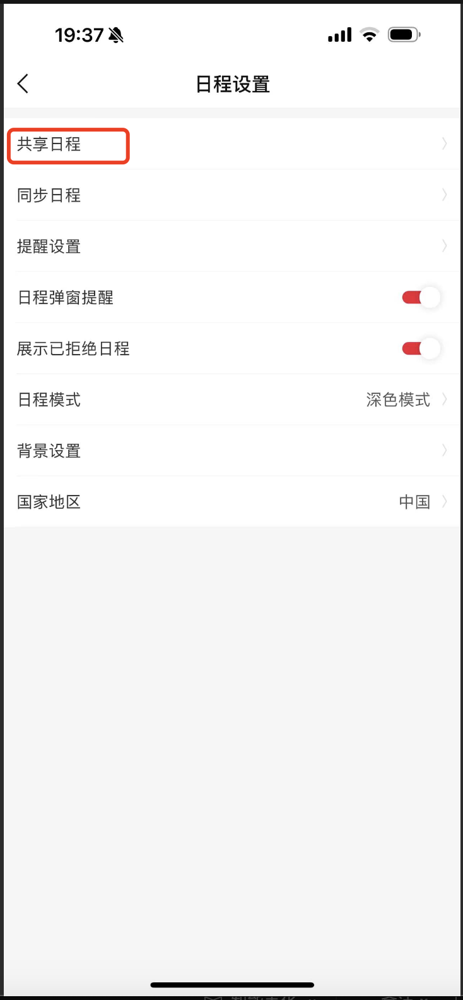 19:37
日程设置
共享日程
同步日程
提醒设置
日程弹窗提醒
展示已拒绝日程
日程模式 深色模式
背景设置
国家地区 中国